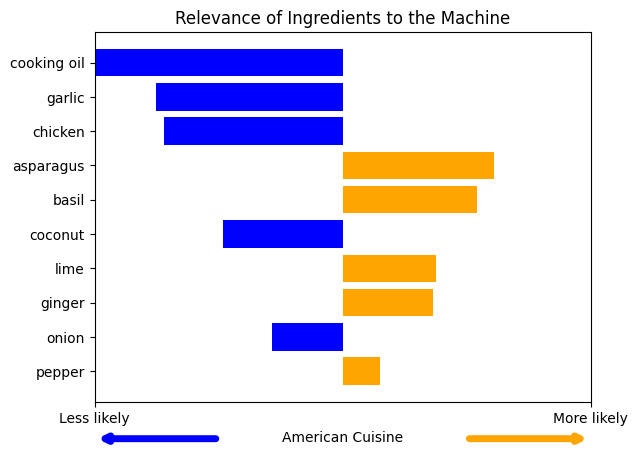 Relevance of Ingredients to the Machine
cooking oil
garlic
chicken
asparagus
basil
coconut
lime
ginger
onion
pepper
Less likely
More likely
American Cuisine